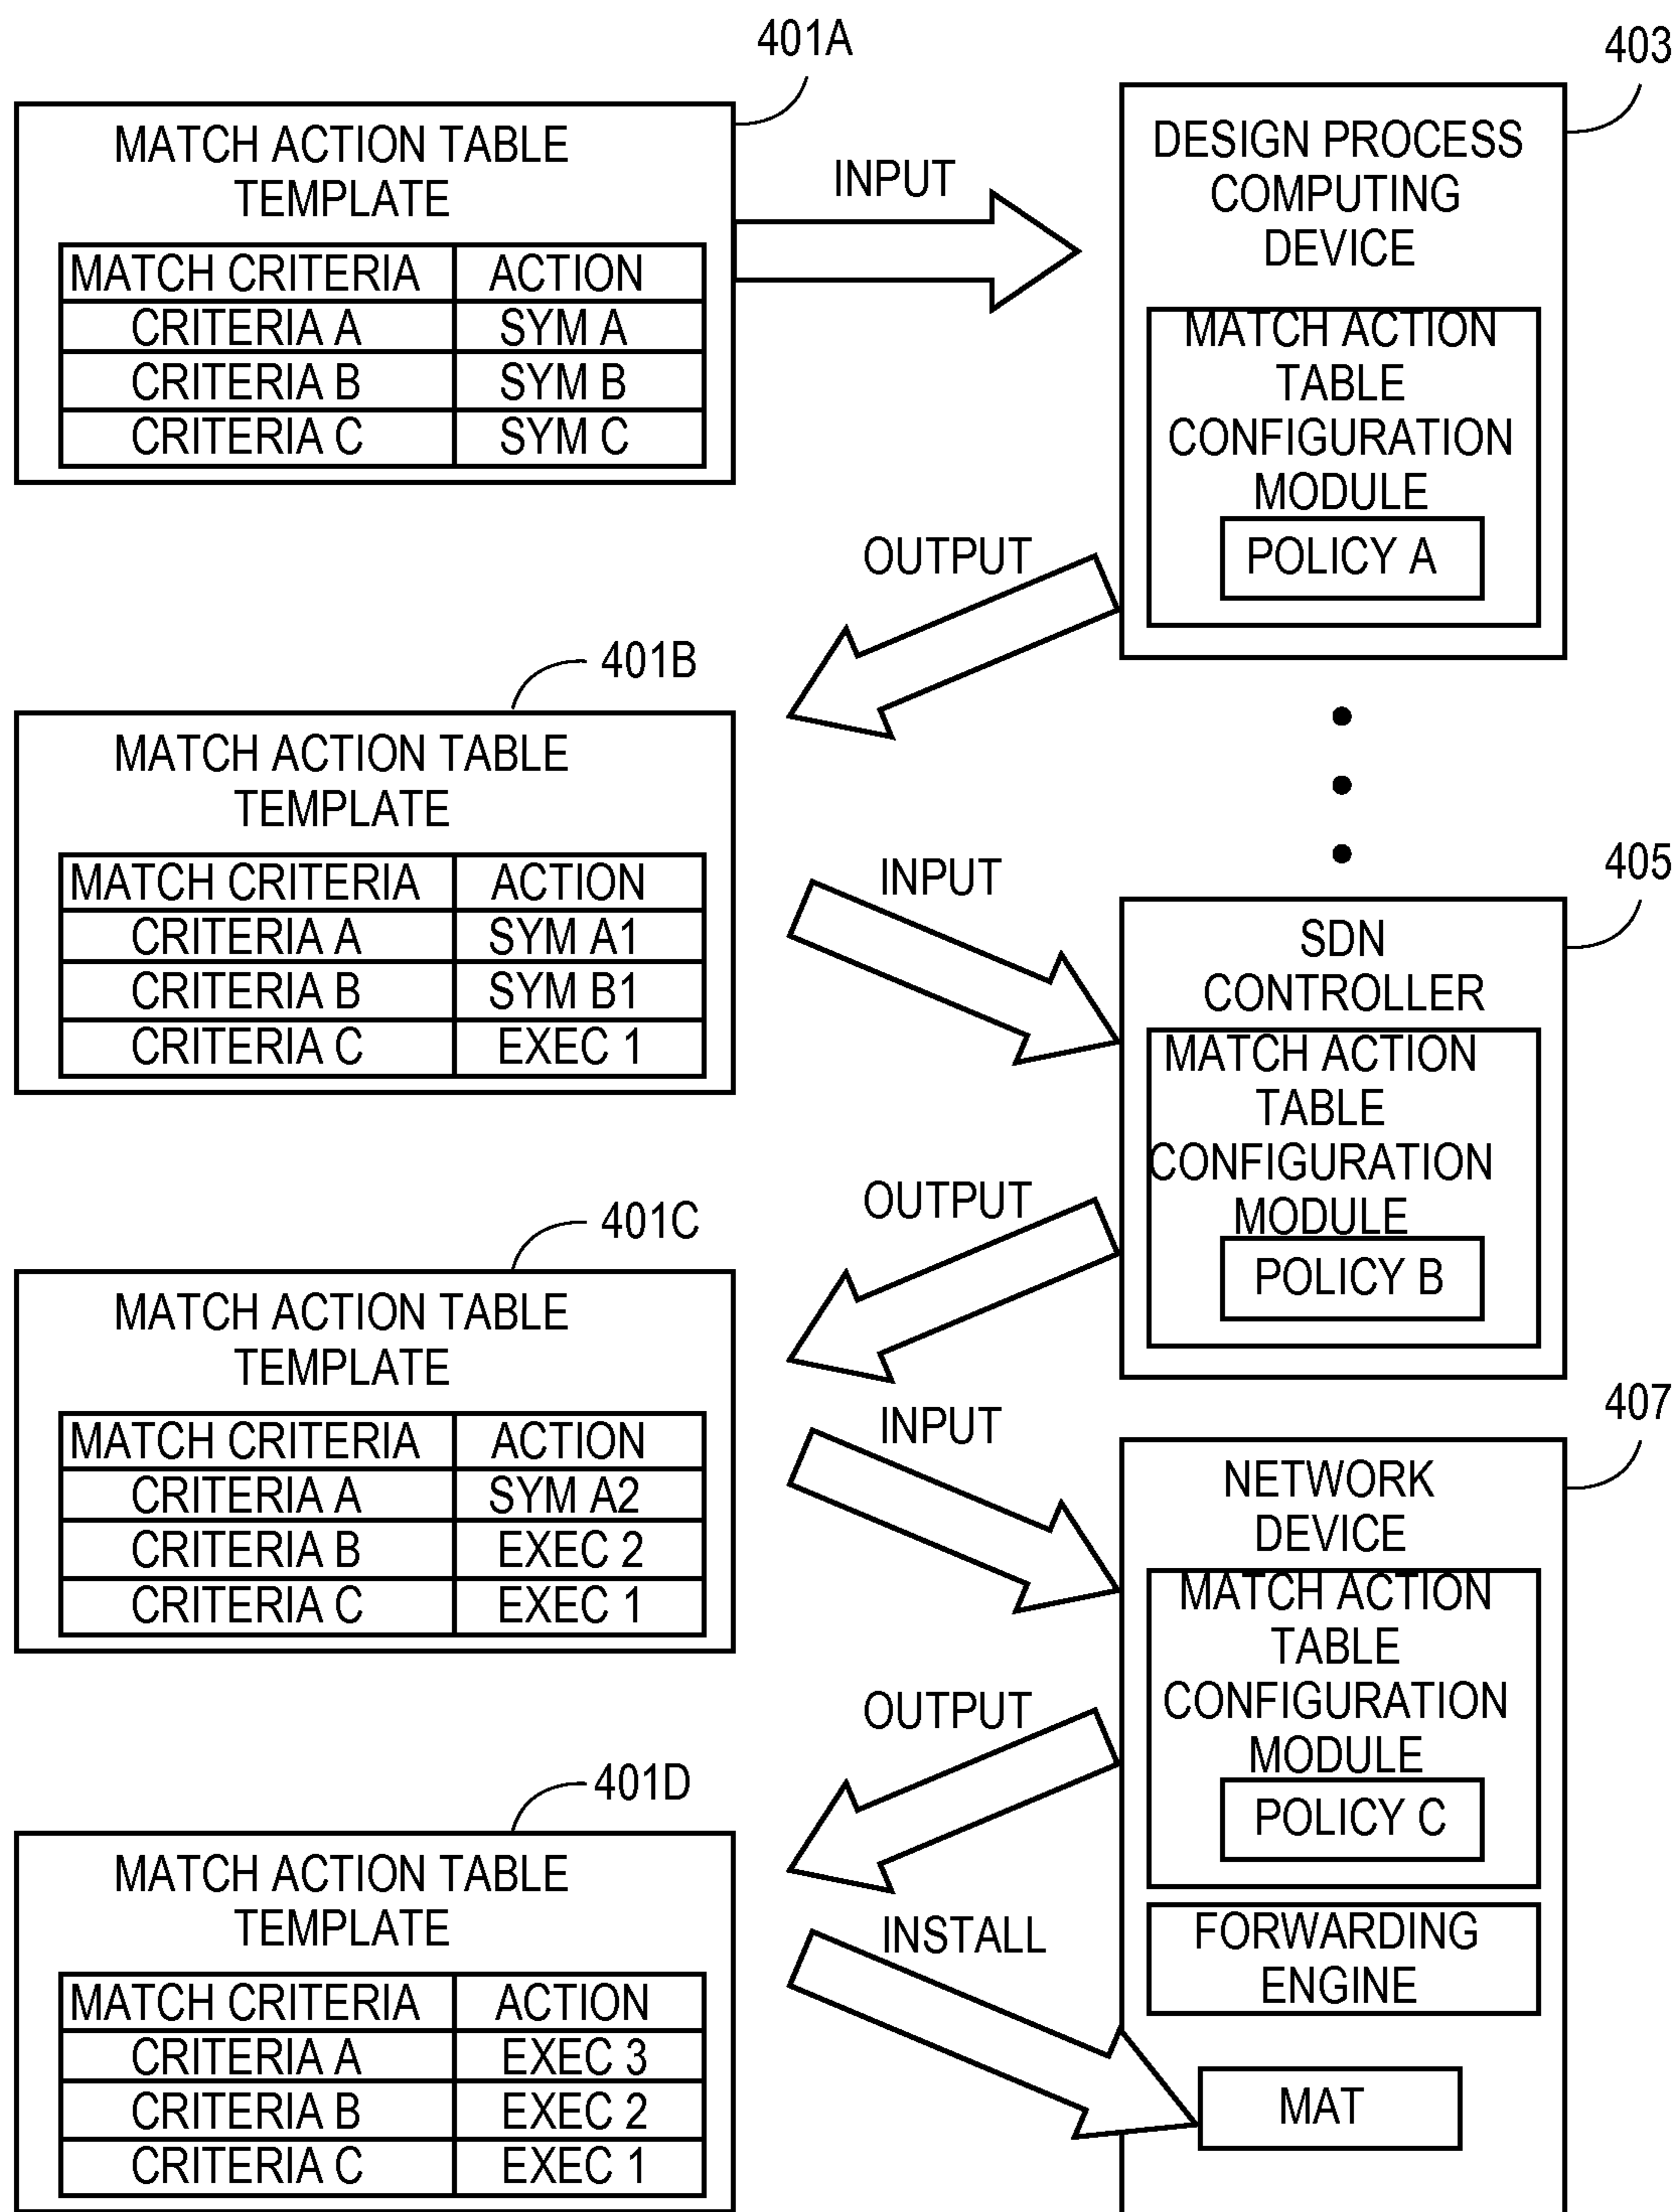 401A
MATCH ACTION TABLE
TEMPLATE
MATCH CRITERIA ACTION
CRITERIA A SYM A
CRITERIA B SYM B
CRITERIA C SYM C
INPUT
403
DESIGN PROCESS
COMPUTING
DEVICE
MATCH ACTION
TABLE
CONFIGURATION
MODULE
POLICY A
OUTPUT
401B
MATCH ACTION TABLE
TEMPLATE
MATCH CRITERIA ACTION
CRITERIA A SYM A1
CRITERIA B SYM B1
CRITERIA C EXEC 1
INPUT
405
SDN
CONTROLLER
MATCH ACTION
TABLE
CONFIGURATION
MODULE
POLICY B
OUTPUT
401C
MATCH ACTION TABLE
TEMPLATE
MATCH CRITERIA ACTION
CRITERIA A SYM A2
CRITERIA B EXEC 2
CRITERIA C EXEC 1
INPUT
407
NETWORK
DEVICE
MATCH ACTION
TABLE
CONFIGURATION
MODULE
POLICY C
OUTPUT
401D
MATCH ACTION TABLE
TEMPLATE
MATCH CRITERIA ACTION
CRITERIA A EXEC 3
CRITERIA B EXEC 2
CRITERIA C EXEC 1
INSTALL
FORWARDING
ENGINE
MAT